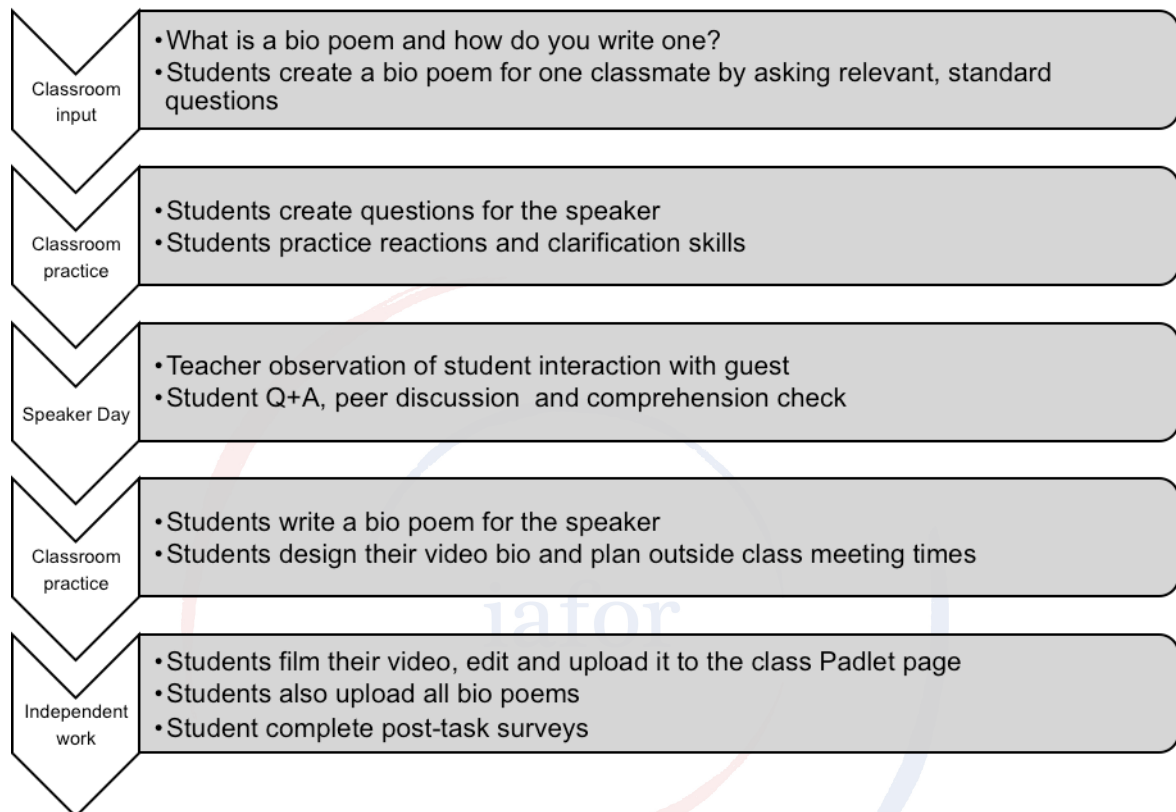 Classroom
input
•What is a bio poem and how do you write one?
•Students create a bio poem for one classmate by asking relevant, standard
questions
Classroom
practice
•Students create questions for the speaker
•Students practice reactions and clarification skills
Speaker Day
•Teacher observation of student interaction with guest
•Student Q+A, peer discussion  and comprehension check
Classroom
practice
•Students write a bio poem for the speaker
•Students design their video bio and plan outside class meeting times
iafor
Independent
work
•Students film their video, edit and upload it to the class Padlet page
•Students also upload all bio poems
•Student complete post-task surveys